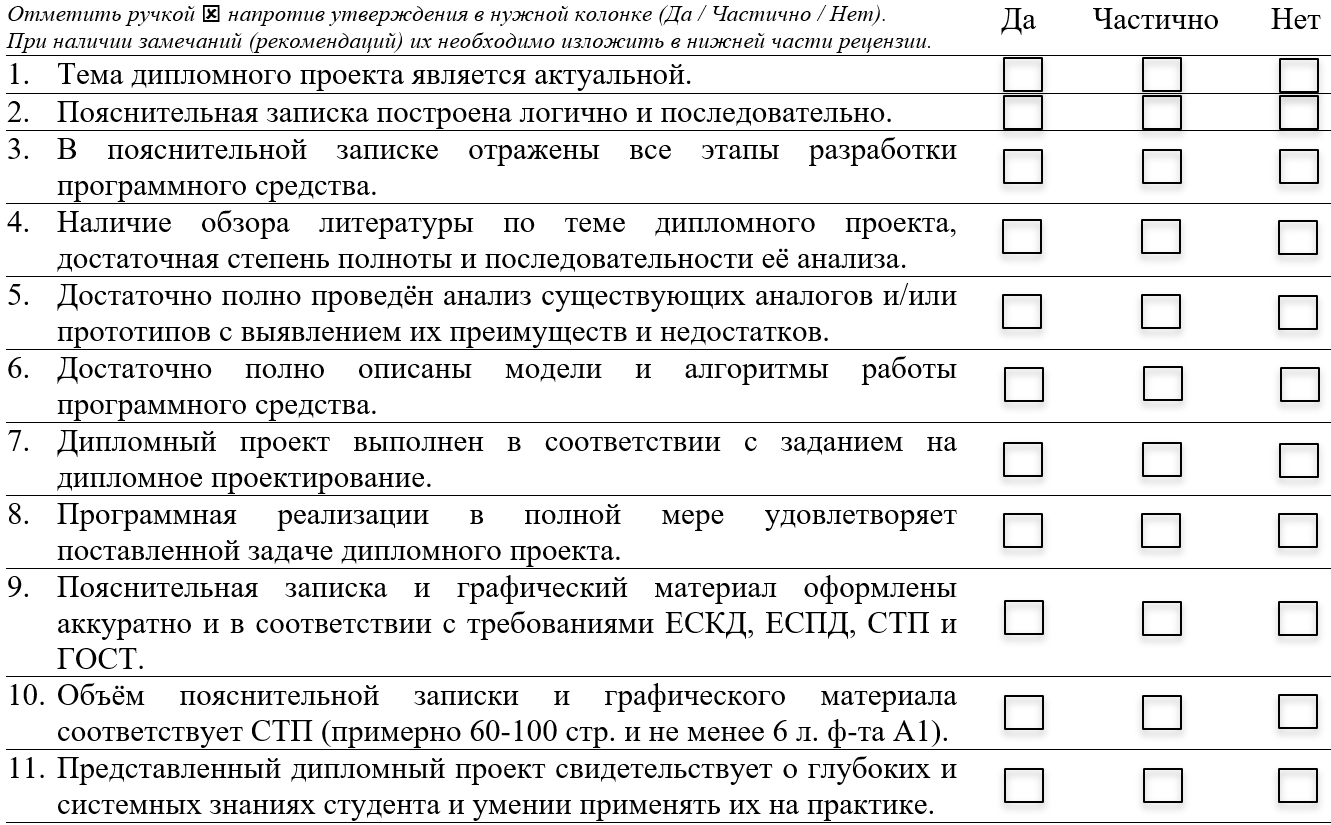 Отметить ручкой ☒ напротив утверждения в нужной колонке (Да / Частично / Нет).
При наличии замечаний (рекомендаций) их необходимо изложить в нижней части рецензии.
Да Частично Нет
1. Тема дипломного проекта является актуальной.
2. Пояснительная записка построена логично и последовательно.
3. В пояснительной записке отражены все этапы разработки
программного средства.
4. Наличие обзора литературы по теме дипломного проекта,
достаточная степень полноты и последовательности её анализа.
5. Достаточно полно проведён анализ существующих аналогов и/или
прототипов с выявлением их преимуществ и недостатков.
6. Достаточно полно описаны модели и алгоритмы работы
программного средства.
7. Дипломный проект выполнен в соответствии с заданием на
дипломное проектирование.
8. Программная реализации в полной мере удовлетворяет
поставленной задаче дипломного проекта.
9. Пояснительная записка и графический материал оформлены
аккуратно и в соответствии с требованиями ЕСКД, ЕСПД, СТП и
ГОСТ.
10. Объём пояснительной записки и графического материала
соответствует СТП (примерно 60-100 стр. и не менее 6 л. ф-та А1).
11. Представленный дипломный проект свидетельствует о глубоких и
системных знаниях студента и умении применять их на практике.